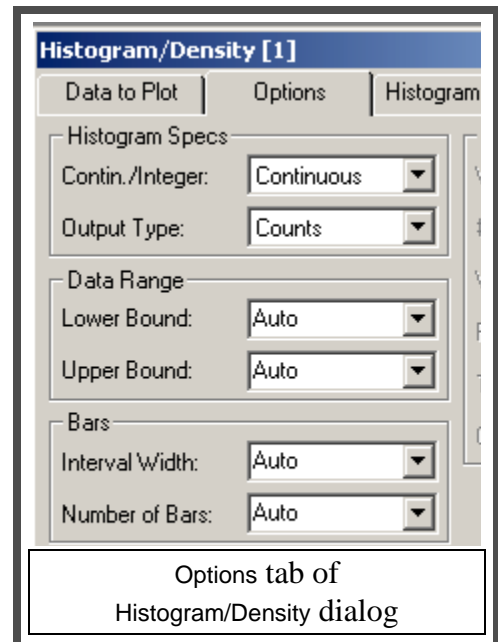 Histogram/Density [1]
Data to Plot Options Histogram
Histogram Specs
Contin./Integer: Continuous
Output Type: Counts
Data Range
Lower Bound: Auto
Upper Bound: Auto
Bars
Interval Width: Auto
Number of Bars: Auto
Options tab of
Histogram/Density dialog